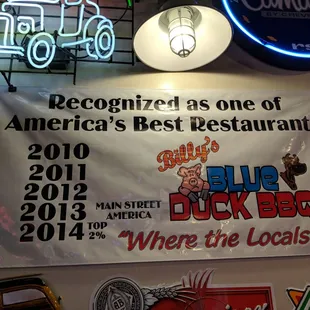 Recognized as one of
America's Best Restaurant
2010
2011
2012
2013
2014 TOP 2%
MAIN STREET
AMERICA
Billy's
BLUE
DUCK BBQ
"Where the Locals